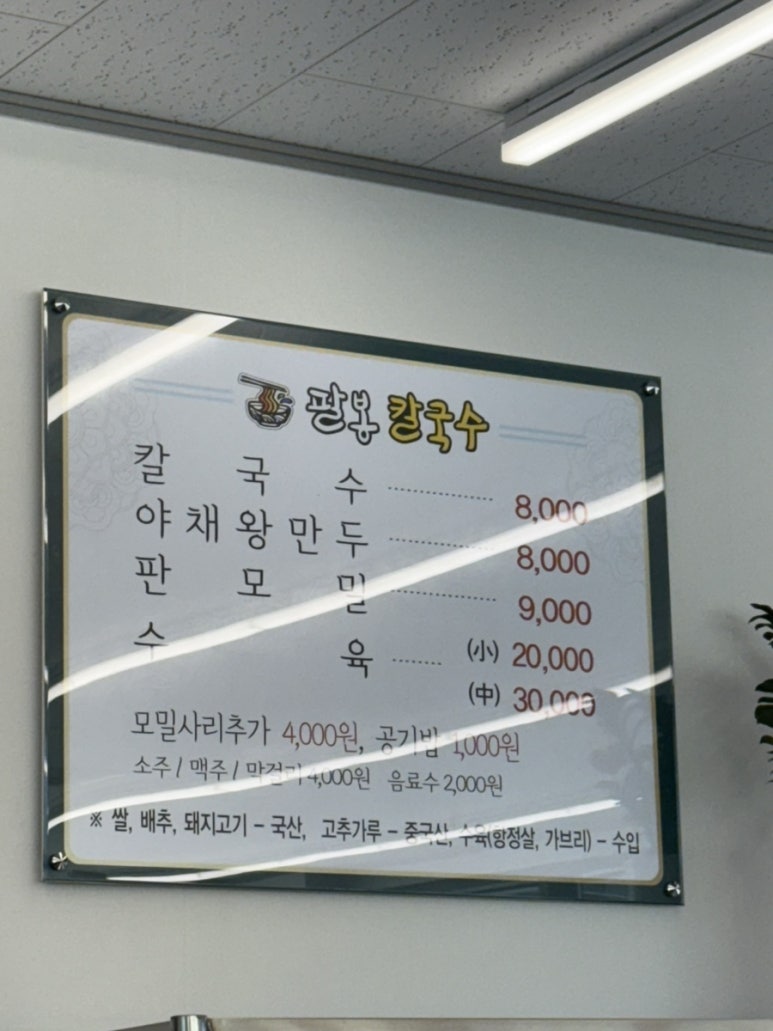 팔봉 칼국수
칼국수 8,000
야채왕만두 8,000
판모밀 9,000
수육 (小) 20,000
(中) 30,000
모밀사리추가 4,000원, 공기밥 1,000원
소주 / 맥주 / 막걸리 4,000원 음료수 2,000원
※ 쌀, 배추, 돼지고기 - 국산, 고추가루 - 중국산, 수육(항정살, 가브리) - 수입